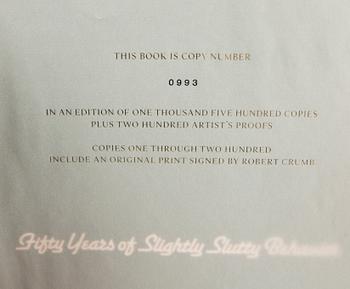 THIS BOOK IS COPY NUMBER
0993
IN AN EDITION OF ONE THOUSAND FIVE HUNDRED COPIES
PLUS TWO HUNDRED ARTIST'S PROOFS
COPIES ONE THROUGH TWO HUNDRED
INCLUDE AN ORIGINAL PRINT SIGNED BY ROBERT CRUMB
Fifty Years of Slightly Slutty Behavior